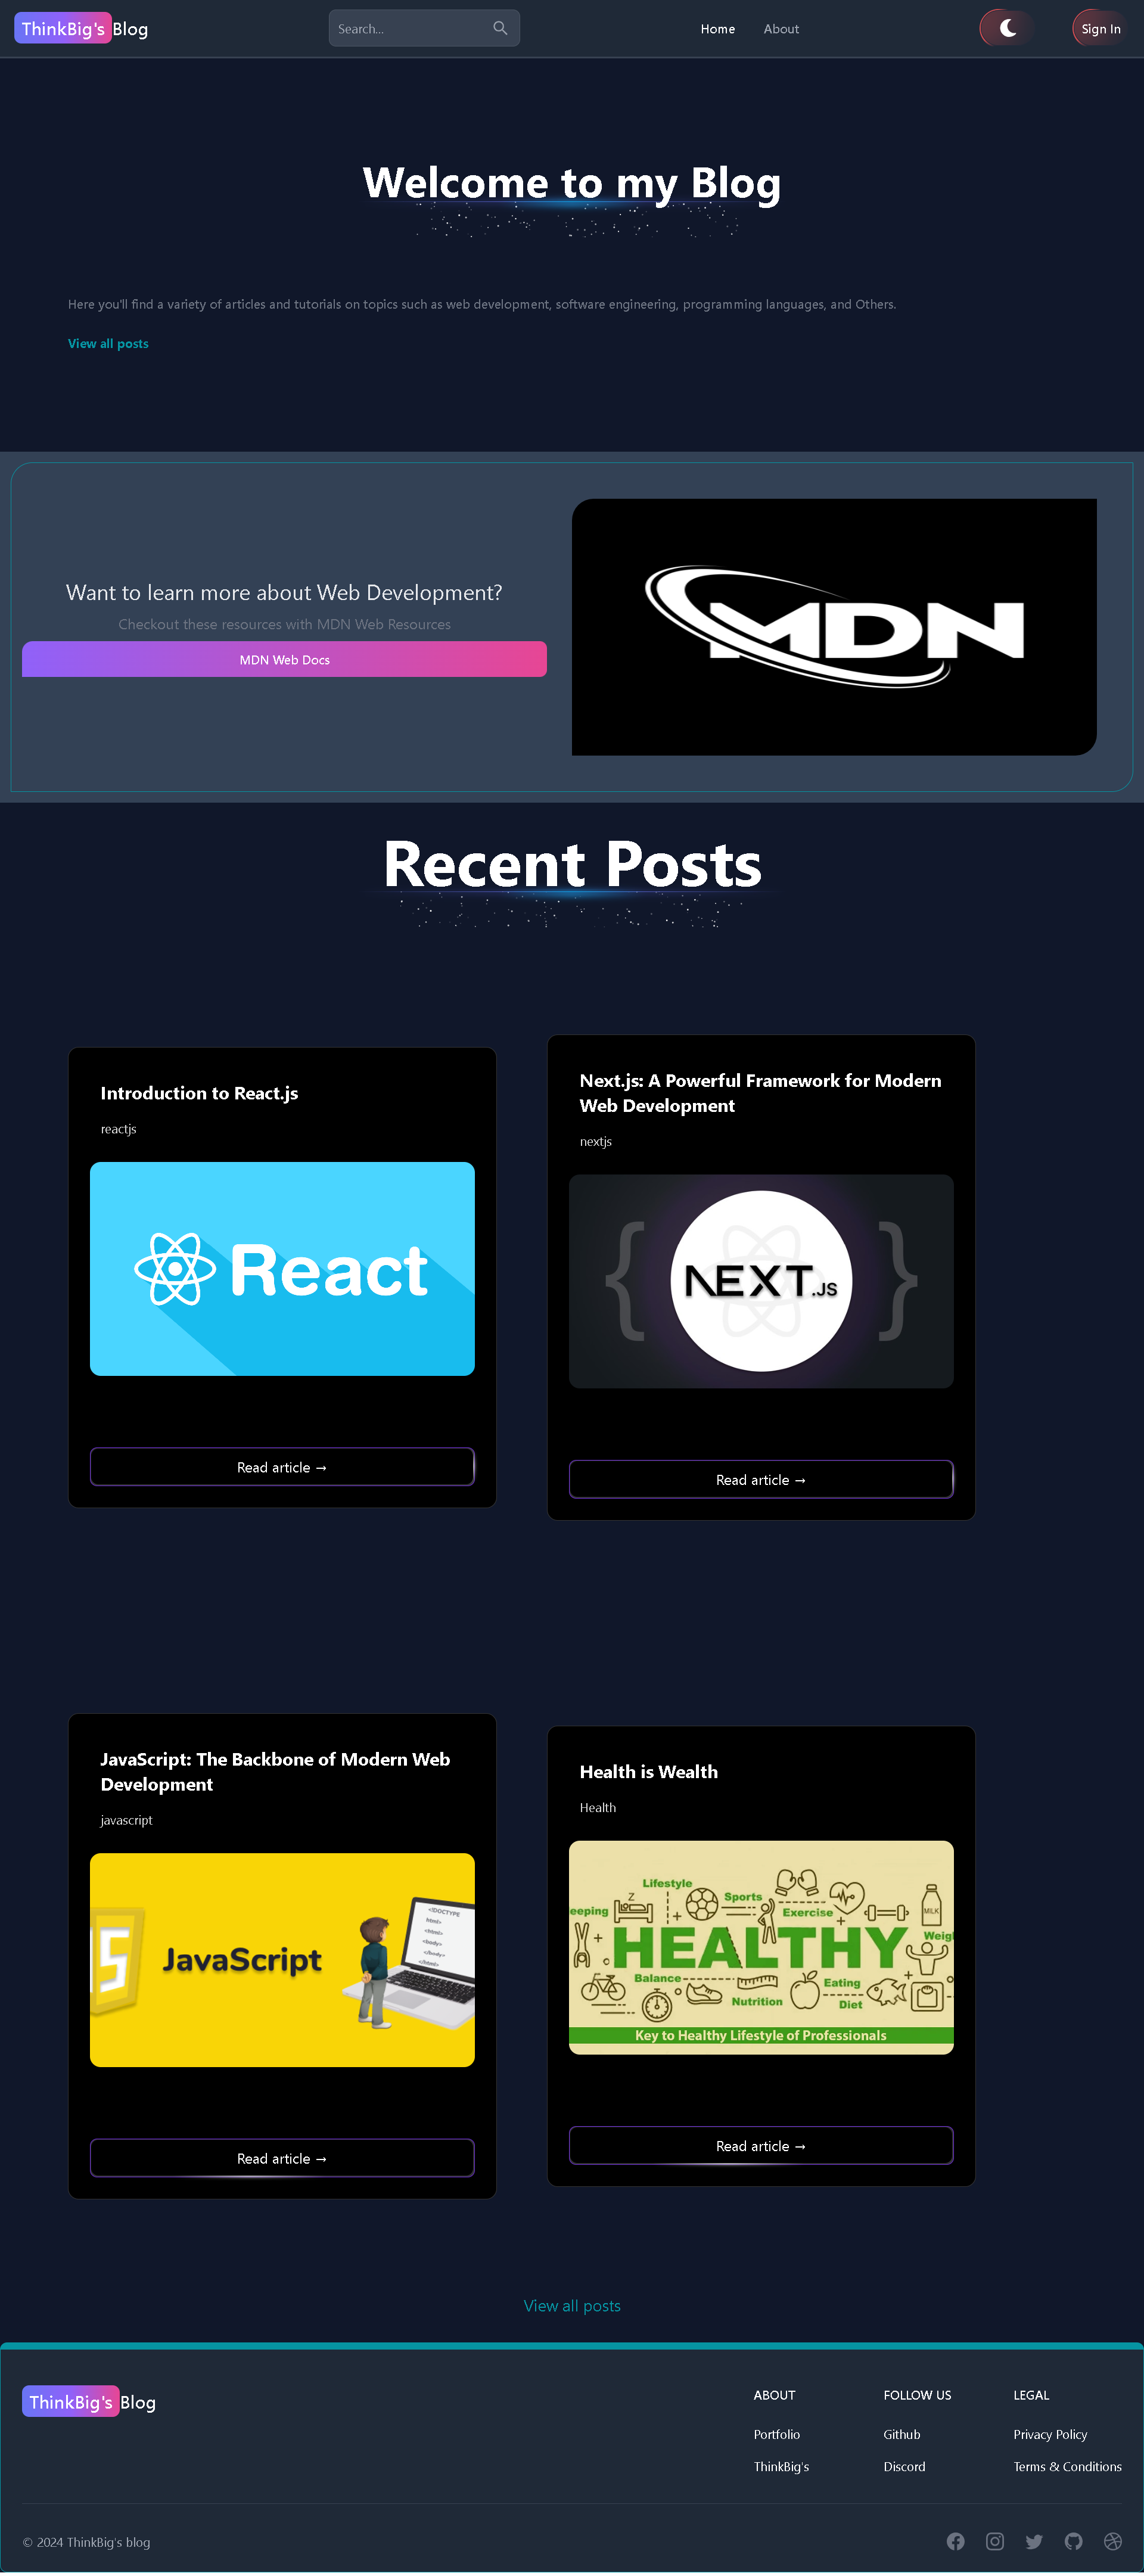 ThinkBig's Blog
Search...
Home
About
Sign In
Welcome to my Blog
Here you'll find a variety of articles and tutorials on topics such as web development, software engineering, programming languages, and Others.
View all posts
Want to learn more about Web Development?
Checkout these resources with MDN Web Resources
MDN Web Docs
MDN
Recent Posts
Introduction to React.js
reactjs
React
Read article →
Next.js: A Powerful Framework for Modern
Web Development
nextjs
{ NEXT.JS }
Read article →
JavaScript: The Backbone of Modern Web
Development
javascript
JavaScript
<!DOCTYPE
html>
<html>
<body>
</body>
</html>
Read article →
Health is Wealth
Health
Lifestyle
Sports
Exercise
MILK
eeping
Z
HEALTHY
Weigh
Balance
Nutrition
Eating
Diet
Key to Healthy Lifestyle of Professionals
Read article →
View all posts
ThinkBig's Blog
ABOUT
Portfolio
ThinkBig's
FOLLOW US
Github
Discord
LEGAL
Privacy Policy
Terms & Conditions
© 2024 ThinkBig's blog